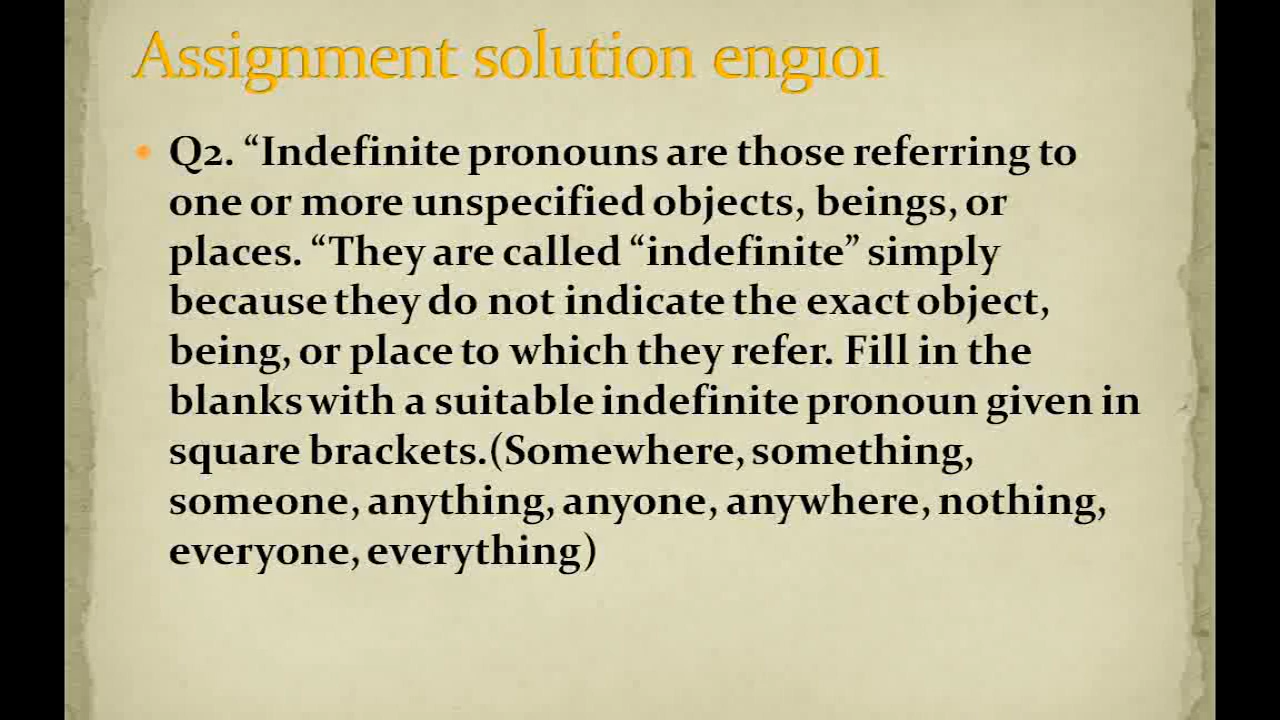 Assignment solution eng101
• Q2. “Indefinite pronouns are those referring to
one or more unspecified objects, beings, or
places. “They are called “indefinite” simply
because they do not indicate the exact object,
being, or place to which they refer. Fill in the
blanks with a suitable indefinite pronoun given in
square brackets.(Somewhere, something,
someone, anything, anyone, anywhere, nothing,
everyone, everything)